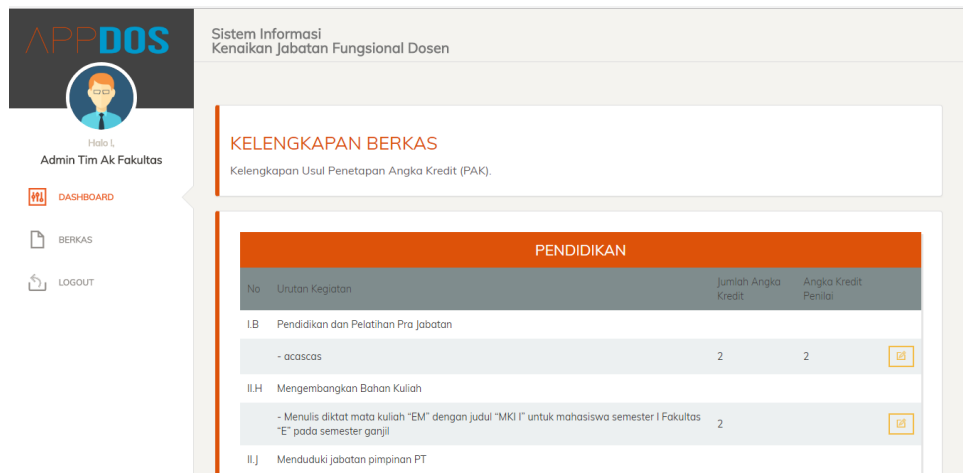 APPDOS
Sistem Informasi
Kenaikan Jabatan Fungsional Dosen
Halo !,
Admin Tim Ak Fakultas
DASHBOARD
BERKAS
LOGOUT
KELENGKAPAN BERKAS
Kelengkapan Usul Penetapan Angka Kredit (PAK).
PENDIDIKAN
No Urutan Kegiatan Jumlah Angka Kredit Angka Kredit Penilai
I.B Pendidikan dan Pelatihan Pra Jabatan
- acascas 2 2
II.H Mengembangkan Bahan Kuliah
- Menulis diktat mata kuliah “EM” dengan judul “MKI I” untuk mahasiswa semester I Fakultas
“E” pada semester ganjil 2
II.J Menduduki jabatan pimpinan PT